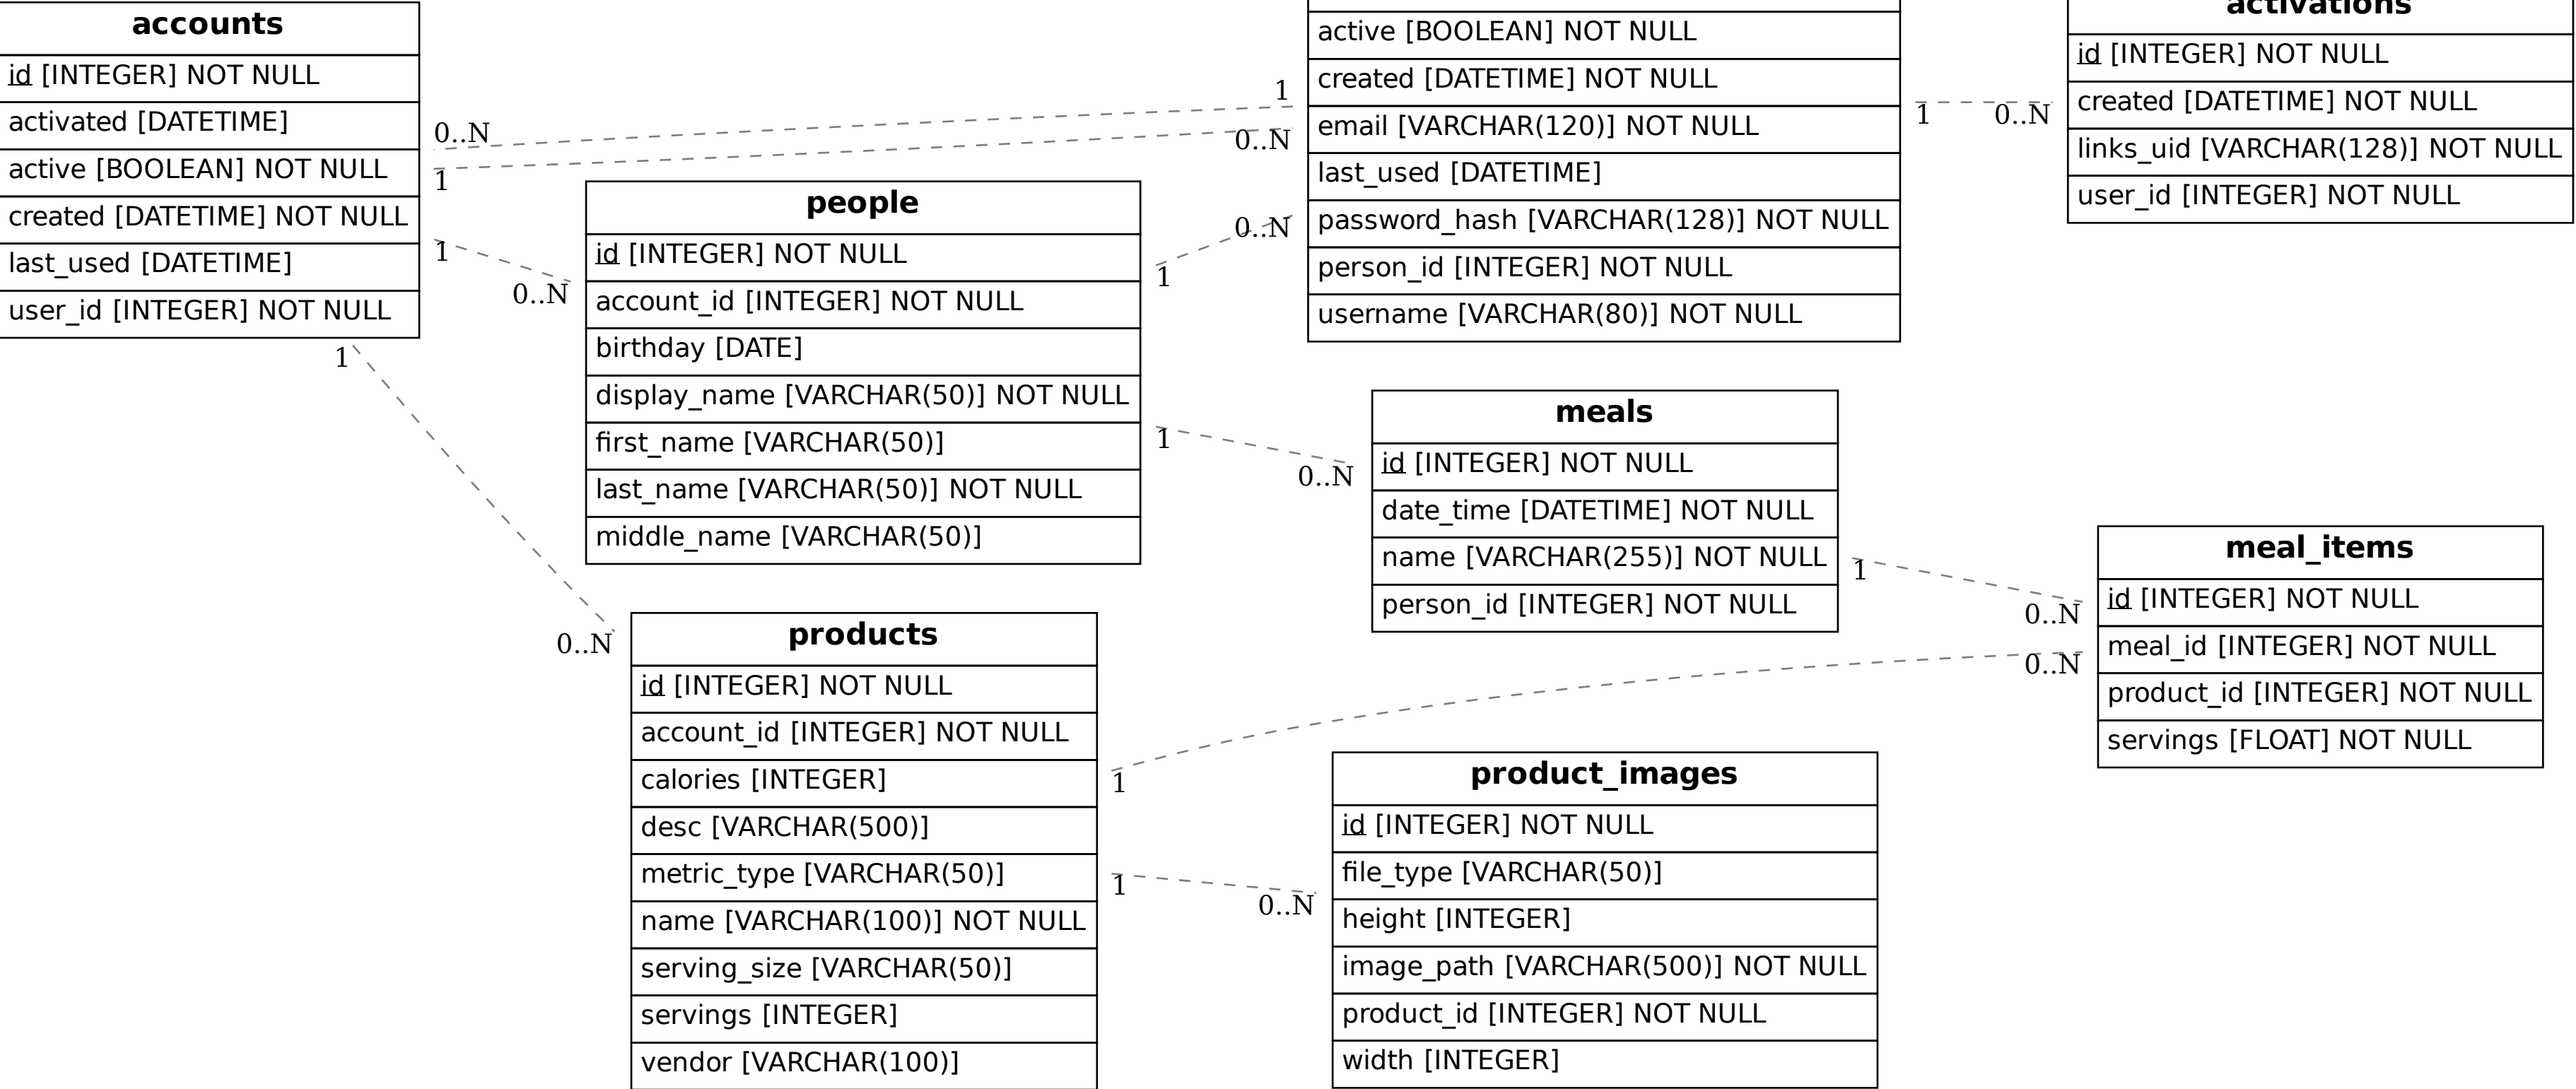 accounts
id [INTEGER] NOT NULL
activated [DATETIME]
active [BOOLEAN] NOT NULL
created [DATETIME] NOT NULL
last_used [DATETIME]
user_id [INTEGER] NOT NULL
0..N
1
1
0..N
1
0..N
1
0..N
people
id [INTEGER] NOT NULL
account_id [INTEGER] NOT NULL
birthday [DATE]
display_name [VARCHAR(50)] NOT NULL
first_name [VARCHAR(50)]
last_name [VARCHAR(50)] NOT NULL
middle_name [VARCHAR(50)]
1
0..N
1
0..N
active [BOOLEAN] NOT NULL
created [DATETIME] NOT NULL
email [VARCHAR(120)] NOT NULL
last_used [DATETIME]
password_hash [VARCHAR(128)] NOT NULL
person_id [INTEGER] NOT NULL
username [VARCHAR(80)] NOT NULL
1
0..N
activations
id [INTEGER] NOT NULL
created [DATETIME] NOT NULL
links_uid [VARCHAR(128)] NOT NULL
user_id [INTEGER] NOT NULL
meals
id [INTEGER] NOT NULL
date_time [DATETIME] NOT NULL
name [VARCHAR(255)] NOT NULL
person_id [INTEGER] NOT NULL
1
0..N
meal_items
id [INTEGER] NOT NULL
meal_id [INTEGER] NOT NULL
product_id [INTEGER] NOT NULL
servings [FLOAT] NOT NULL
products
id [INTEGER] NOT NULL
account_id [INTEGER] NOT NULL
calories [INTEGER]
desc [VARCHAR(500)]
metric_type [VARCHAR(50)]
name [VARCHAR(100)] NOT NULL
serving_size [VARCHAR(50)]
servings [INTEGER]
vendor [VARCHAR(100)]
1
0..N
1
0..N
product_images
id [INTEGER] NOT NULL
file_type [VARCHAR(50)]
height [INTEGER]
image_path [VARCHAR(500)] NOT NULL
product_id [INTEGER] NOT NULL
width [INTEGER]